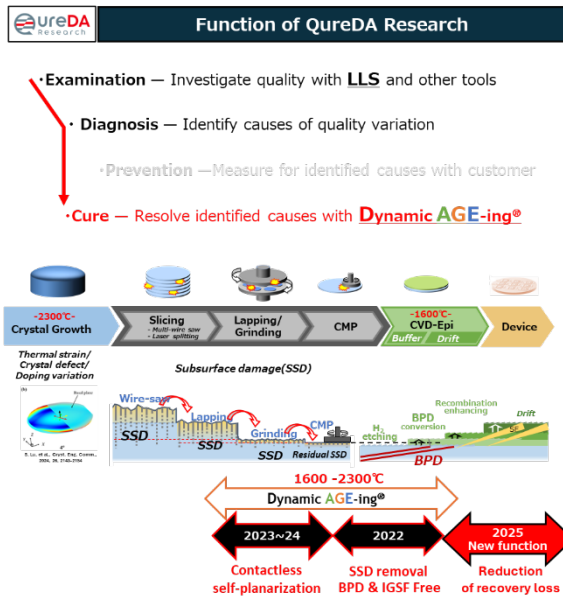 QureDA
Research
Function of QureDA Research
・Examination — Investigate quality with LLS and other tools
・Diagnosis — Identify causes of quality variation
・Prevention —Measure for identified causes with customer
・Cure — Resolve identified causes with Dynamic AGE-ing®
-2300℃-
Crystal Growth
Slicing
- Multi-wire saw
- Laser splitting
Lapping/
Grinding
CMP
-1600℃-
CVD-Epi
Buffer Drift
Device
Thermal strain/
Crystal defect/
Doping variation
Subsurface damage(SSD)
Wire-saw
SSD
Lapping
SSD
Grinding
SSD
CMP
Residual SSD
H2
etching
BPD
conversion
BPD
Recombination
enhancing
Drift
1600 -2300℃
Dynamic AGE-ing®
2023~24
2022
2025
New function
Contactless
self-planarization
SSD removal
BPD & IGSF Free
Reduction
of recovery loss